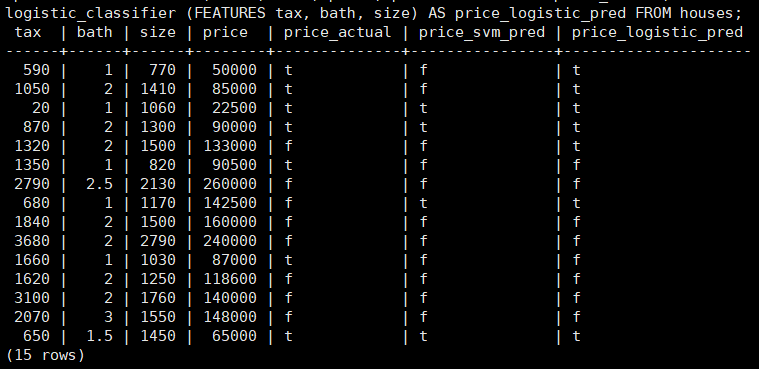 logistic_classifier (FEATURES tax, bath, size) AS price_logistic_pred FROM houses;
 tax | bath | size | price | price_actual | price_svm_pred | price_logistic_pred
------+------+------+--------+--------------+----------------+---------------------
 590 | 1 | 770 | 50000 | t | f | t
 1050 | 2 | 1410 | 85000 | t | f | t
 20 | 1 | 1060 | 22500 | t | t | t
 870 | 2 | 1300 | 90000 | t | t | t
 1320 | 2 | 1500 | 133000 | f | f | t
 1350 | 1 | 820 | 90500 | t | f | f
 2790 | 2.5 | 2130 | 260000 | f | f | f
 680 | 1 | 1170 | 142500 | f | t | t
 1840 | 2 | 1500 | 160000 | f | f | f
 3680 | 2 | 2790 | 240000 | f | f | f
 1660 | 1 | 1030 | 87000 | t | f | f
 1620 | 2 | 1250 | 118600 | f | f | f
 3100 | 2 | 1760 | 140000 | f | f | f
 2070 | 3 | 1550 | 148000 | f | f | f
 650 | 1.5 | 1450 | 65000 | t | t | t
(15 rows)